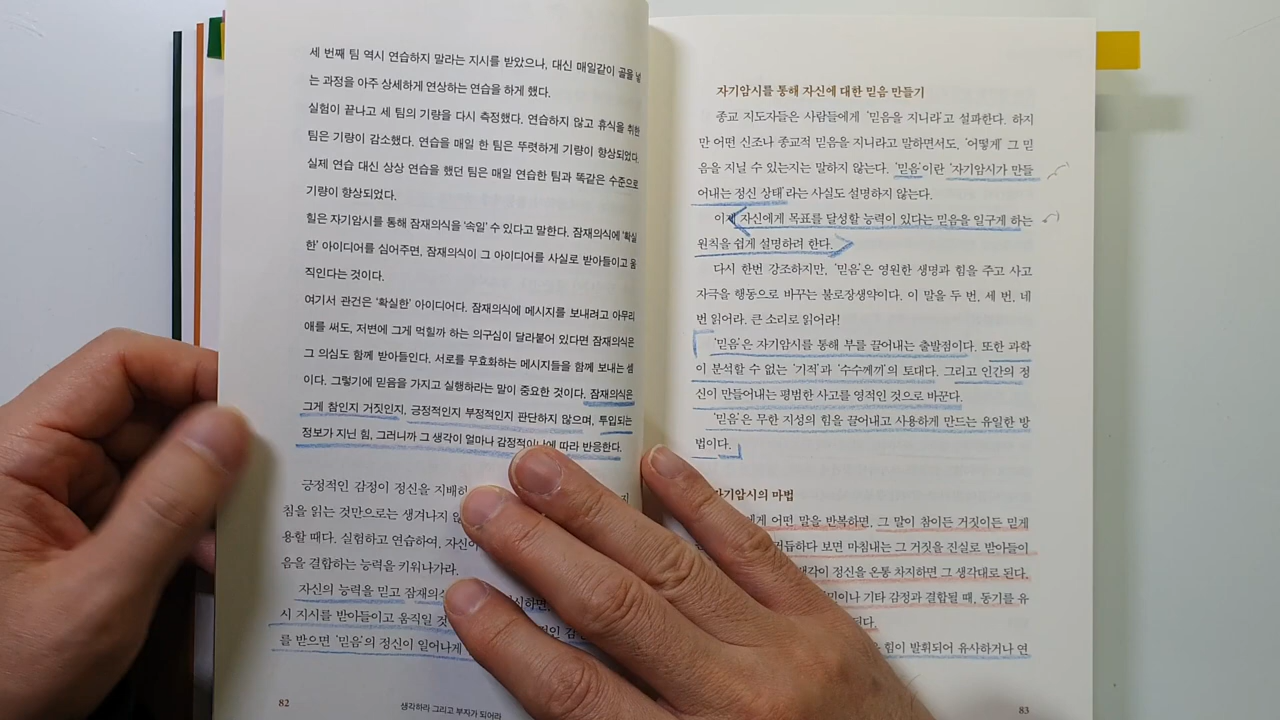 세 번째 팀 역시 연습하지 말라는 지시를 받았으나, 대신 매일같이 골을 넣
는 과정을 아주 상세하게 연상하는 연습을 하게 했다.
실험이 끝나고 세 팀의 기량을 다시 측정했다. 연습하지 않고 휴식을 취한
팀은 기량이 감소했다. 연습을 매일 한 팀은 뚜렷하게 기량이 향상되었다.
실제 연습 대신 상상 연습을 했던 팀은 매일 연습한 팀과 똑같은 수준으로
기량이 향상되었다.
힐은 자기암시를 통해 잠재의식을 '속일' 수 있다고 말한다. 잠재의식에 '확실
한' 아이디어를 심어주면, 잠재의식이 그 아이디어를 사실로 받아들이고 움
직인다는 것이다.
여기서 관건은 '확실한' 아이디어다. 잠재의식에 메시지를 보내려고 아무리
애를 써도, 저변에 그게 먹힐까 하는 의구심이 달라붙어 있다면 잠재의식은
그 의심도 함께 받아들인다. 서로를 무효화하는 메시지들을 함께 보내는 셈
이다. 그렇기에 믿음을 가지고 실행하라는 말이 중요한 것이다. 잠재의식은
그게 참인지 거짓인지, 긍정적인지 부정적인지 판단하지 않으며, 투입되는
정보가 지닌 힘, 그러니까 그 생각이 얼마나 감정적이냐에 따라 반응한다.
긍정적인 감정이 정신을 지배하
침을 읽는 것만으로는 생겨나지 않
용할 때다. 실험하고 연습하여, 자신이
음을 결합하는 능력을 키워나가라.
자신의 능력을 믿고 잠재의식
시 지시를 받아들이고 움직일 것
를 받으면 '믿음'의 정신이 일어나게
82
생각하라 그리고 부자가 되어라
자기암시를 통해 자신에 대한 믿음 만들기
종교 지도자들은 사람들에게 '믿음을 지니라'고 설파한다. 하지
만 어떤 신조나 종교적 믿음을 지니라고 말하면서도, '어떻게' 그 믿
음을 지닐 수 있는지는 말하지 않는다. '믿음'이란 '자기암시가 만들
어내는 정신 상태'라는 사실도 설명하지 않는다.
이제 자신에게 목표를 달성할 능력이 있다는 믿음을 일구게 하는
원칙을 쉽게 설명하려 한다.
다시 한번 강조하지만, '믿음'은 영원한 생명과 힘을 주고 사고
자극을 행동으로 바꾸는 불로장생약이다. 이 말을 두 번, 세 번, 네
번 읽어라. 큰 소리로 읽어라!
'믿음'은 자기암시를 통해 부를 끌어내는 출발점이다. 또한 과학
이 분석할 수 없는 '기적'과 '수수께끼'의 토대다. 그리고 인간의 정
신이 만들어내는 평범한 사고를 영적인 것으로 바꾼다.
'믿음'은 무한 지성의 힘을 끌어내고 사용하게 만드는 유일한 방
법이다.
자기암시의 마법
에게 어떤 말을 반복하면, 그 말이 참이든 거짓이든 믿게
거듭하다 보면 마침내는 그 거짓을 진실로 받아들이
생각이 정신을 온통 차지하면 그 생각대로 된다.
이나 기타 감정과 결합될 때, 동기를 유
된다.
힘이 발휘되어 유사하거나 연
83